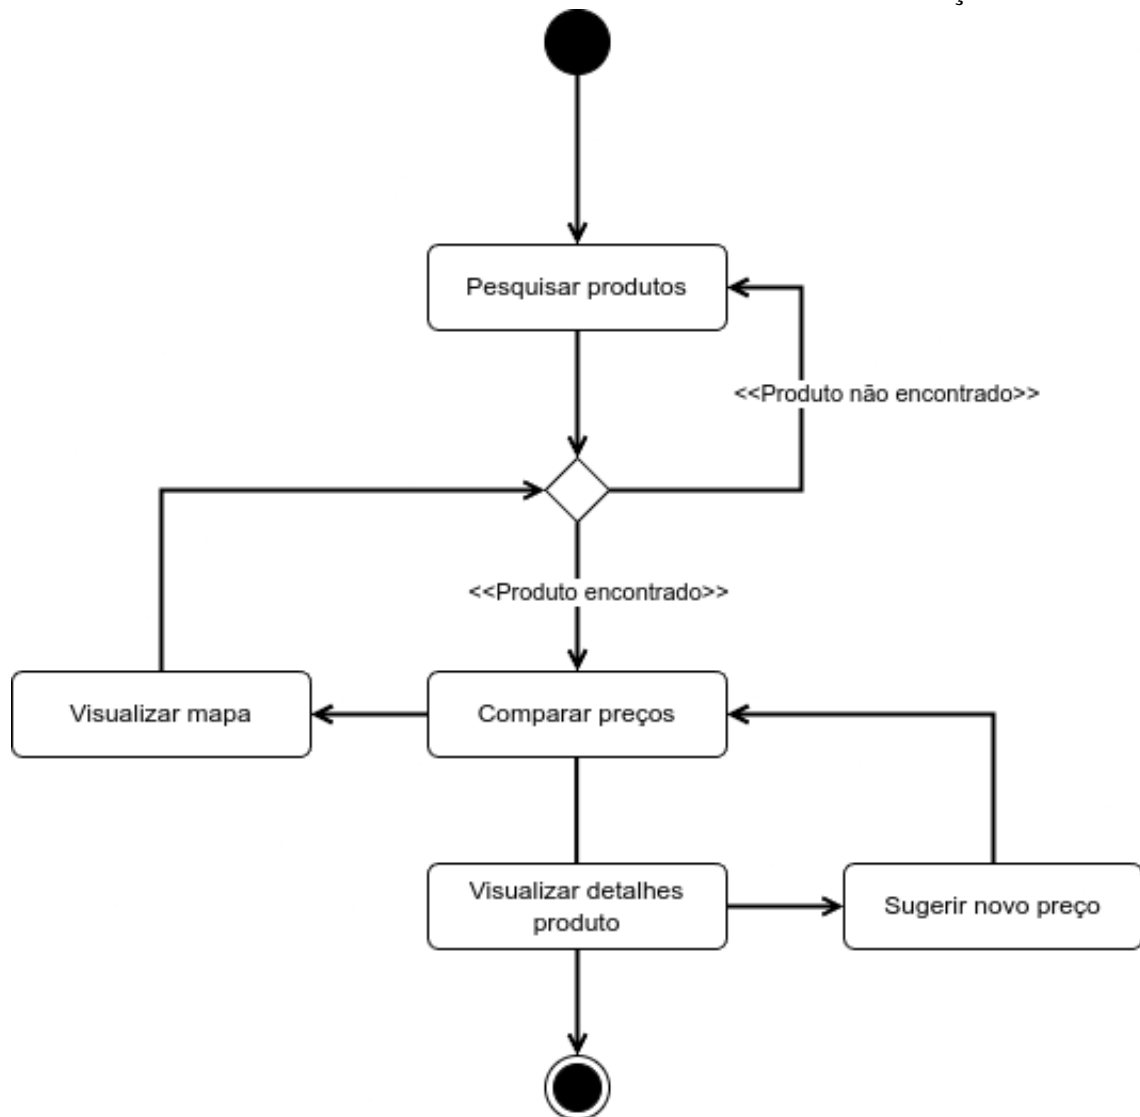 Pesquisar produtos
<<Produto não encontrado>>
<<Produto encontrado>>
Visualizar mapa
Comparar preços
Visualizar detalhes
produto
Sugerir novo preço